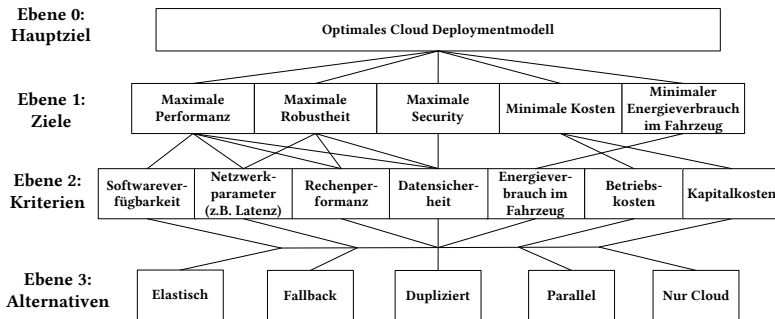 Ebene 0:
Hauptziel
Optimales Cloud Deploymentmodell
Ebene 1:
Ziele
Maximale
Performanz
Maximale
Robustheit
Maximale
Security
Minimale Kosten
Minimaler
Energieverbrauch
im Fahrzeug
Ebene 2:
Kriterien
Softwarever-
fügbarkeit
Netzwerk-
parameter
(z.B. Latenz)
Rechenper-
formanz
Datensicher-
heit
Energiever-
brauch im
Fahrzeug
Betriebs-
kosten
Kapitalkosten
Ebene 3:
Alternativen
Elastisch
Fallback
Dupliziert
Parallel
Nur Cloud